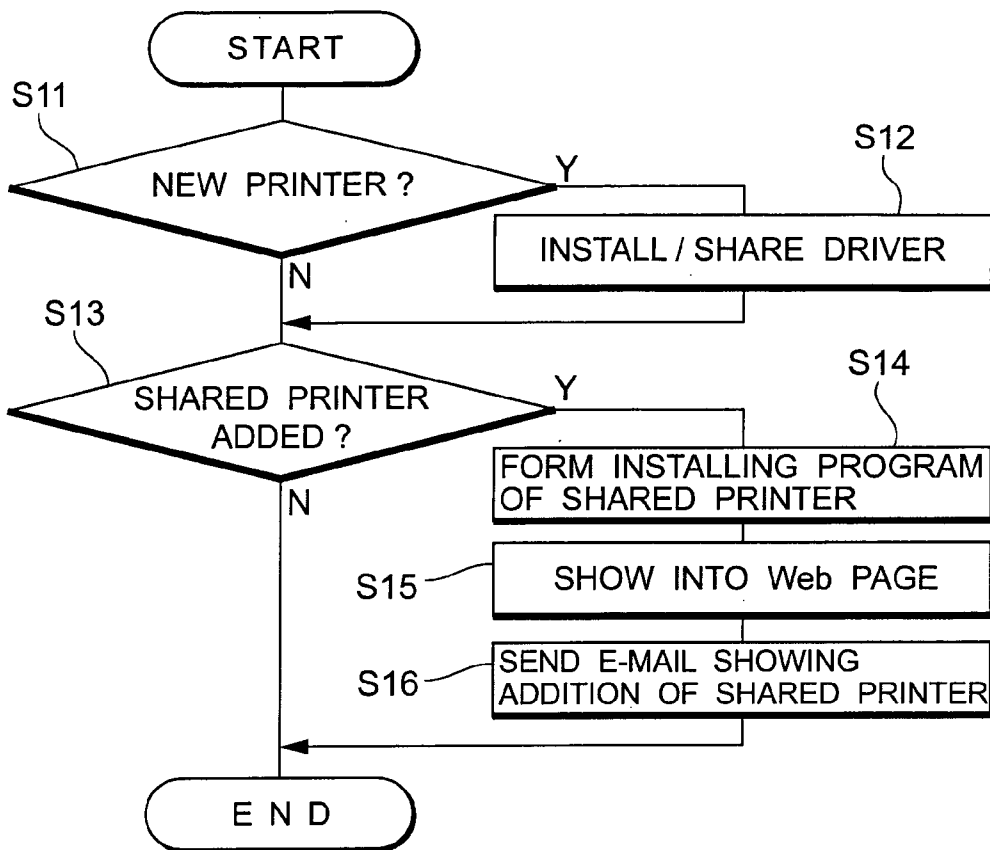 START
S11
NEW PRINTER ?
Y
S12
INSTALL / SHARE DRIVER
N
S13
SHARED PRINTER
ADDED ?
Y
S14
FORM INSTALLING PROGRAM
OF SHARED PRINTER
N
S15
SHOW INTO Web PAGE
S16
SEND E-MAIL SHOWING
ADDITION OF SHARED PRINTER
E N D